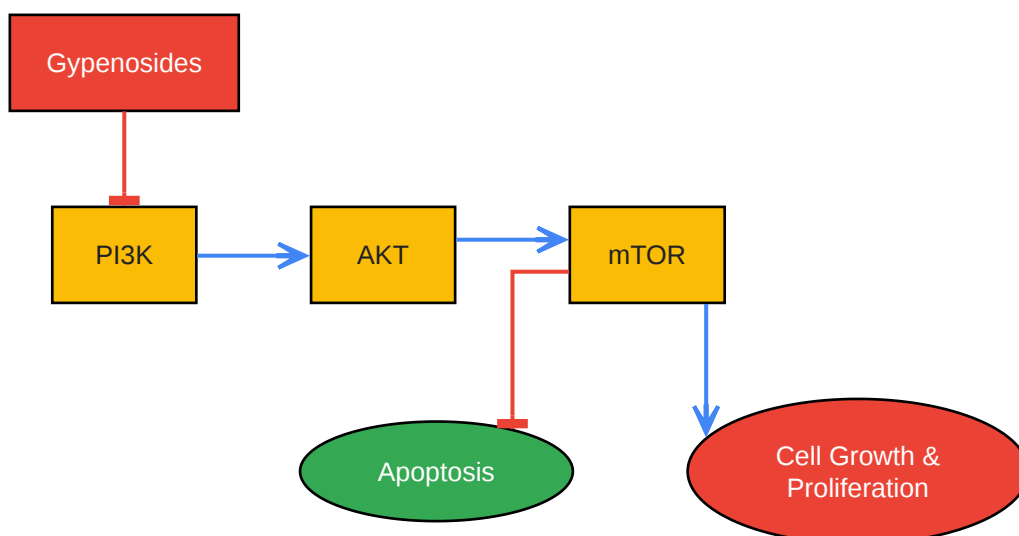 Gypenosides
PI3K
AKT
mTOR
Apoptosis
Cell Growth &
Proliferation